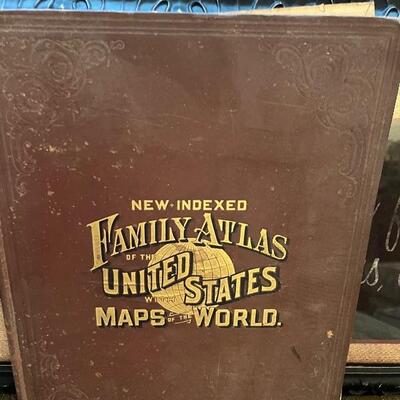 NEW·INDEXED
FAMILY ATLAS
OF THE
UNITED STATES
WITH
MAPS OF THE WORLD.